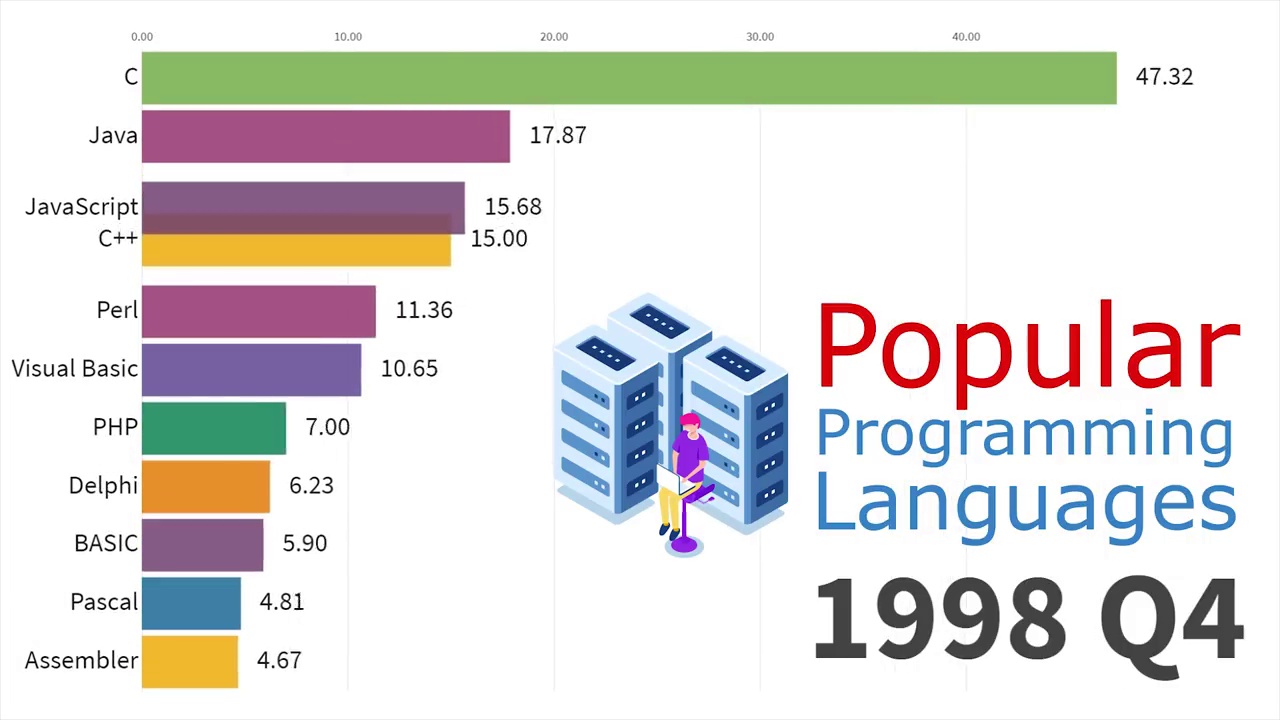 0.00 10.00 20.00 30.00 40.00
C 47.32
Java 17.87
JavaScript 15.68
C++ 15.00
Perl 11.36
Visual Basic 10.65
PHP 7.00
Delphi 6.23
BASIC 5.90
Pascal 4.81
Assembler 4.67
Popular
Programming
Languages
1998 Q4